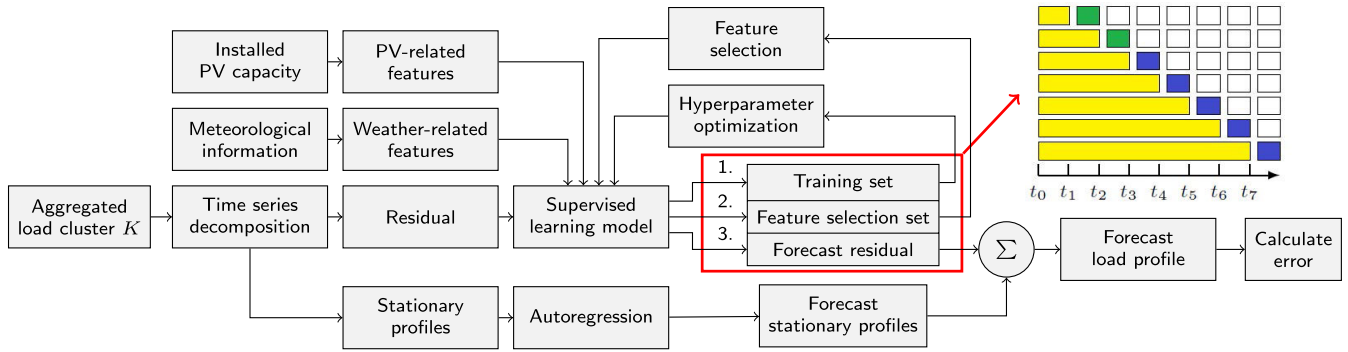 Installed
PV capacity
PV-related
features
Feature
selection
Meteorological
information
Weather-related
features
Hyperparameter
optimization
Aggregated
load cluster K
Time series
decomposition
Residual
Supervised
learning model
1.
Training set
2.
Feature selection set
3.
Forecast residual
t₀ t₁ t₂ t₃ t₄ t₅ t₆ t₇
Σ
Forecast
load profile
Calculate
error
Stationary
profiles
Autoregression
Forecast
stationary profiles